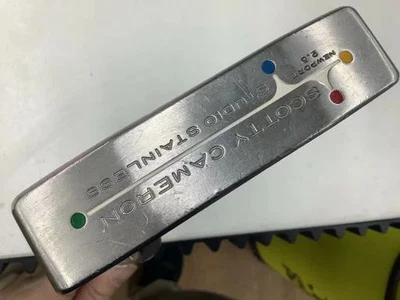 SCOTTY CAMERON
STUDIO STAINLESS
NEWPORT
2.5